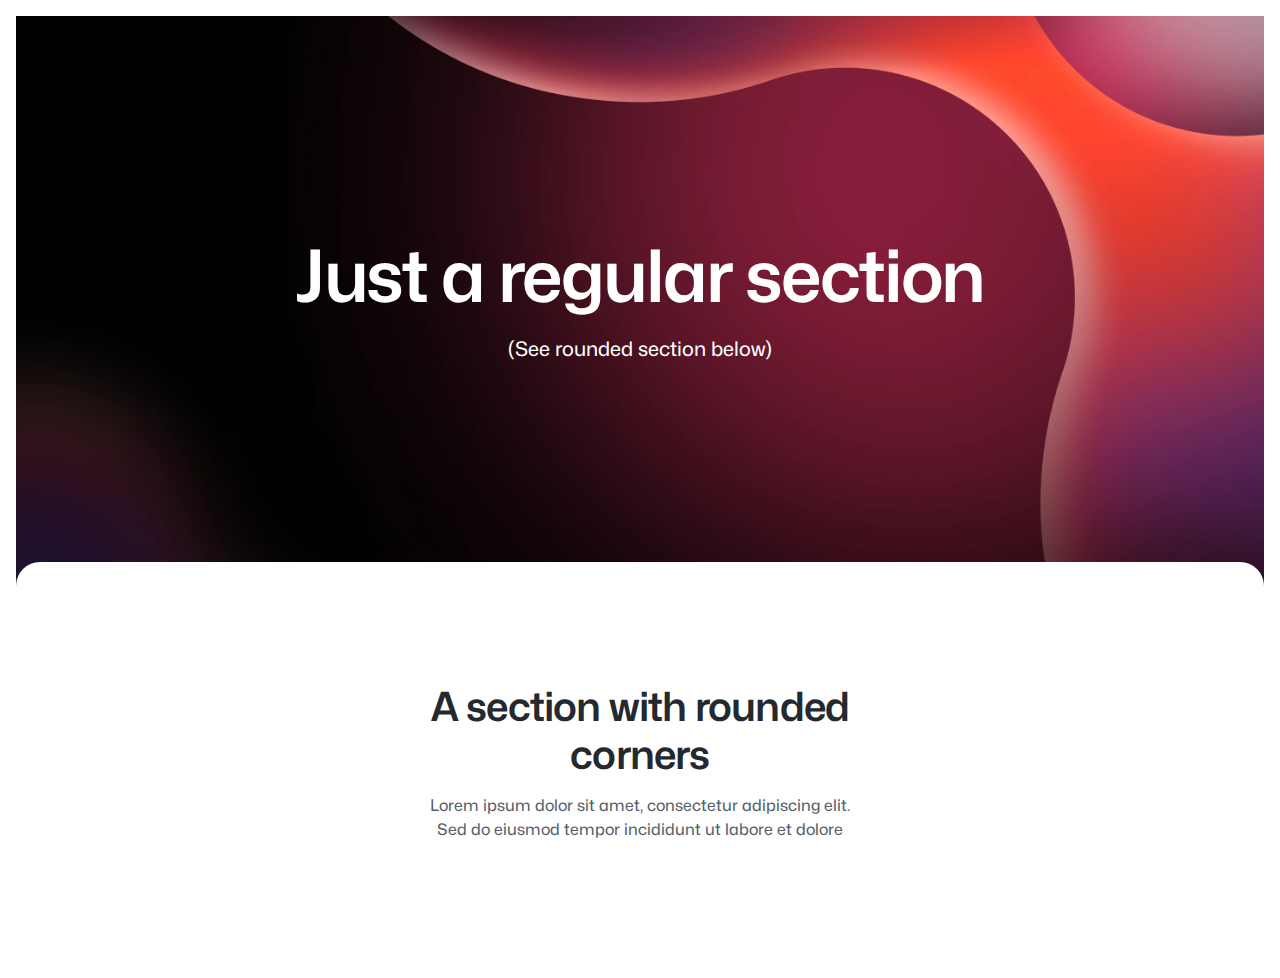 Just a regular section
(See rounded section below)
A section with rounded
corners
Lorem ipsum dolor sit amet, consectetur adipiscing elit.
Sed do eiusmod tempor incididunt ut labore et dolore